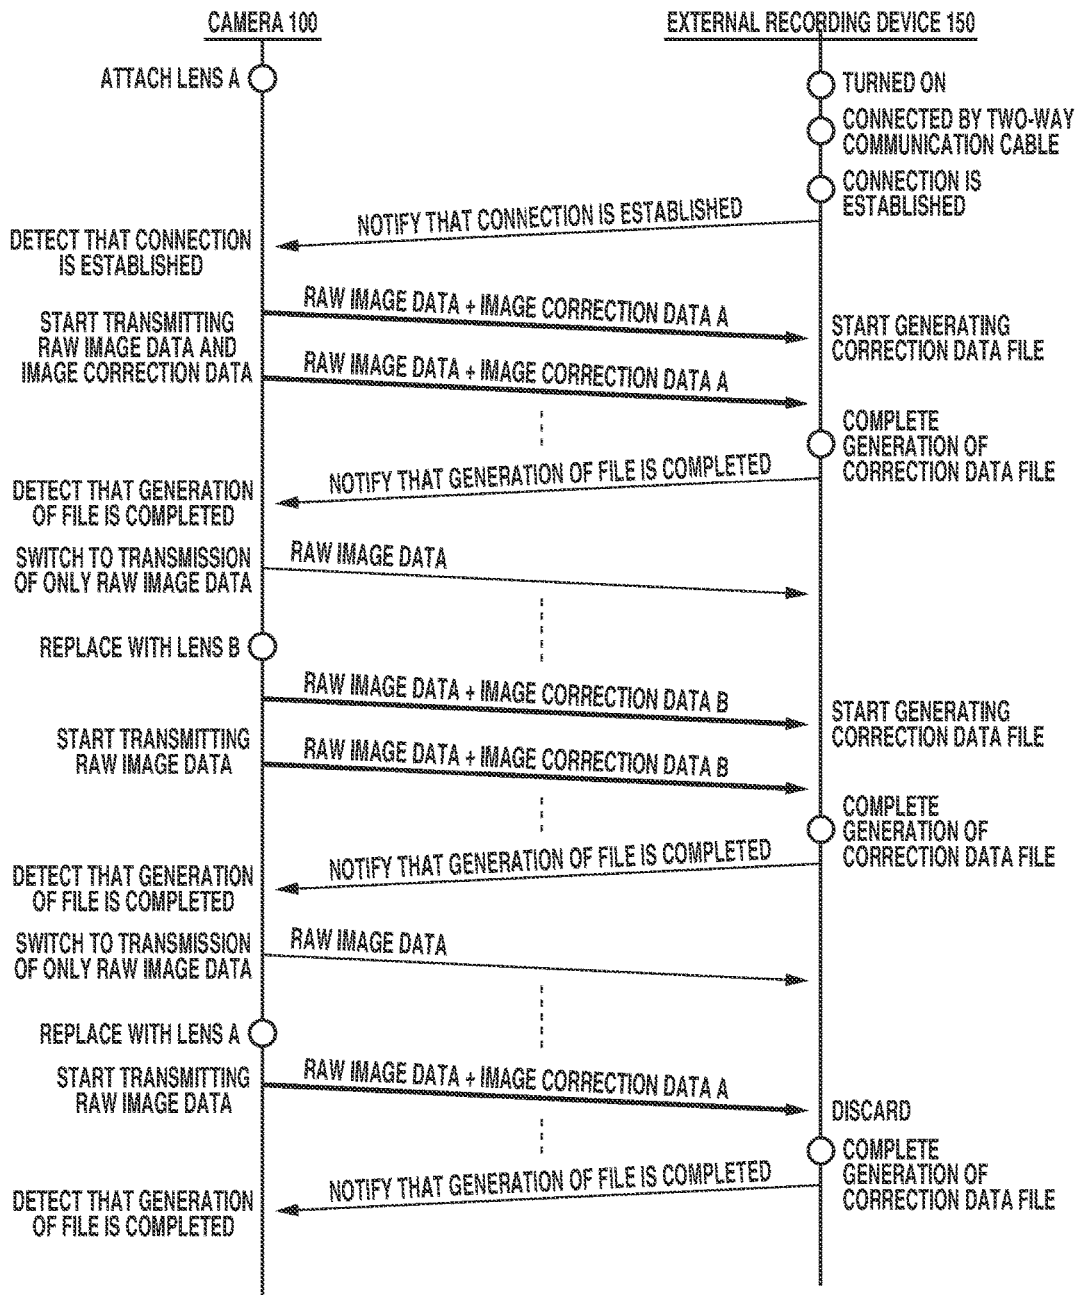 CAMERA 100
EXTERNAL RECORDING DEVICE 150
ATTACH LENS A
TURNED ON
CONNECTED BY TWO-WAY
COMMUNICATION CABLE
CONNECTION IS
ESTABLISHED
NOTIFY THAT CONNECTION IS ESTABLISHED
DETECT THAT CONNECTION
IS ESTABLISHED
RAW IMAGE DATA + IMAGE CORRECTION DATA A
START TRANSMITTING
RAW IMAGE DATA AND
IMAGE CORRECTION DATA
START GENERATING
CORRECTION DATA FILE
RAW IMAGE DATA + IMAGE CORRECTION DATA A
COMPLETE
GENERATION OF
CORRECTION DATA FILE
NOTIFY THAT GENERATION OF FILE IS COMPLETED
DETECT THAT GENERATION
OF FILE IS COMPLETED
SWITCH TO TRANSMISSION
OF ONLY RAW IMAGE DATA
RAW IMAGE DATA
REPLACE WITH LENS B
RAW IMAGE DATA + IMAGE CORRECTION DATA B
START GENERATING
CORRECTION DATA FILE
START TRANSMITTING
RAW IMAGE DATA
RAW IMAGE DATA + IMAGE CORRECTION DATA B
COMPLETE
GENERATION OF
CORRECTION DATA FILE
NOTIFY THAT GENERATION OF FILE IS COMPLETED
DETECT THAT GENERATION
OF FILE IS COMPLETED
SWITCH TO TRANSMISSION
OF ONLY RAW IMAGE DATA
RAW IMAGE DATA
REPLACE WITH LENS A
START TRANSMITTING
RAW IMAGE DATA
RAW IMAGE DATA + IMAGE CORRECTION DATA A
DISCARD
COMPLETE
GENERATION OF
CORRECTION DATA FILE
NOTIFY THAT GENERATION OF FILE IS COMPLETED
DETECT THAT GENERATION
OF FILE IS COMPLETED